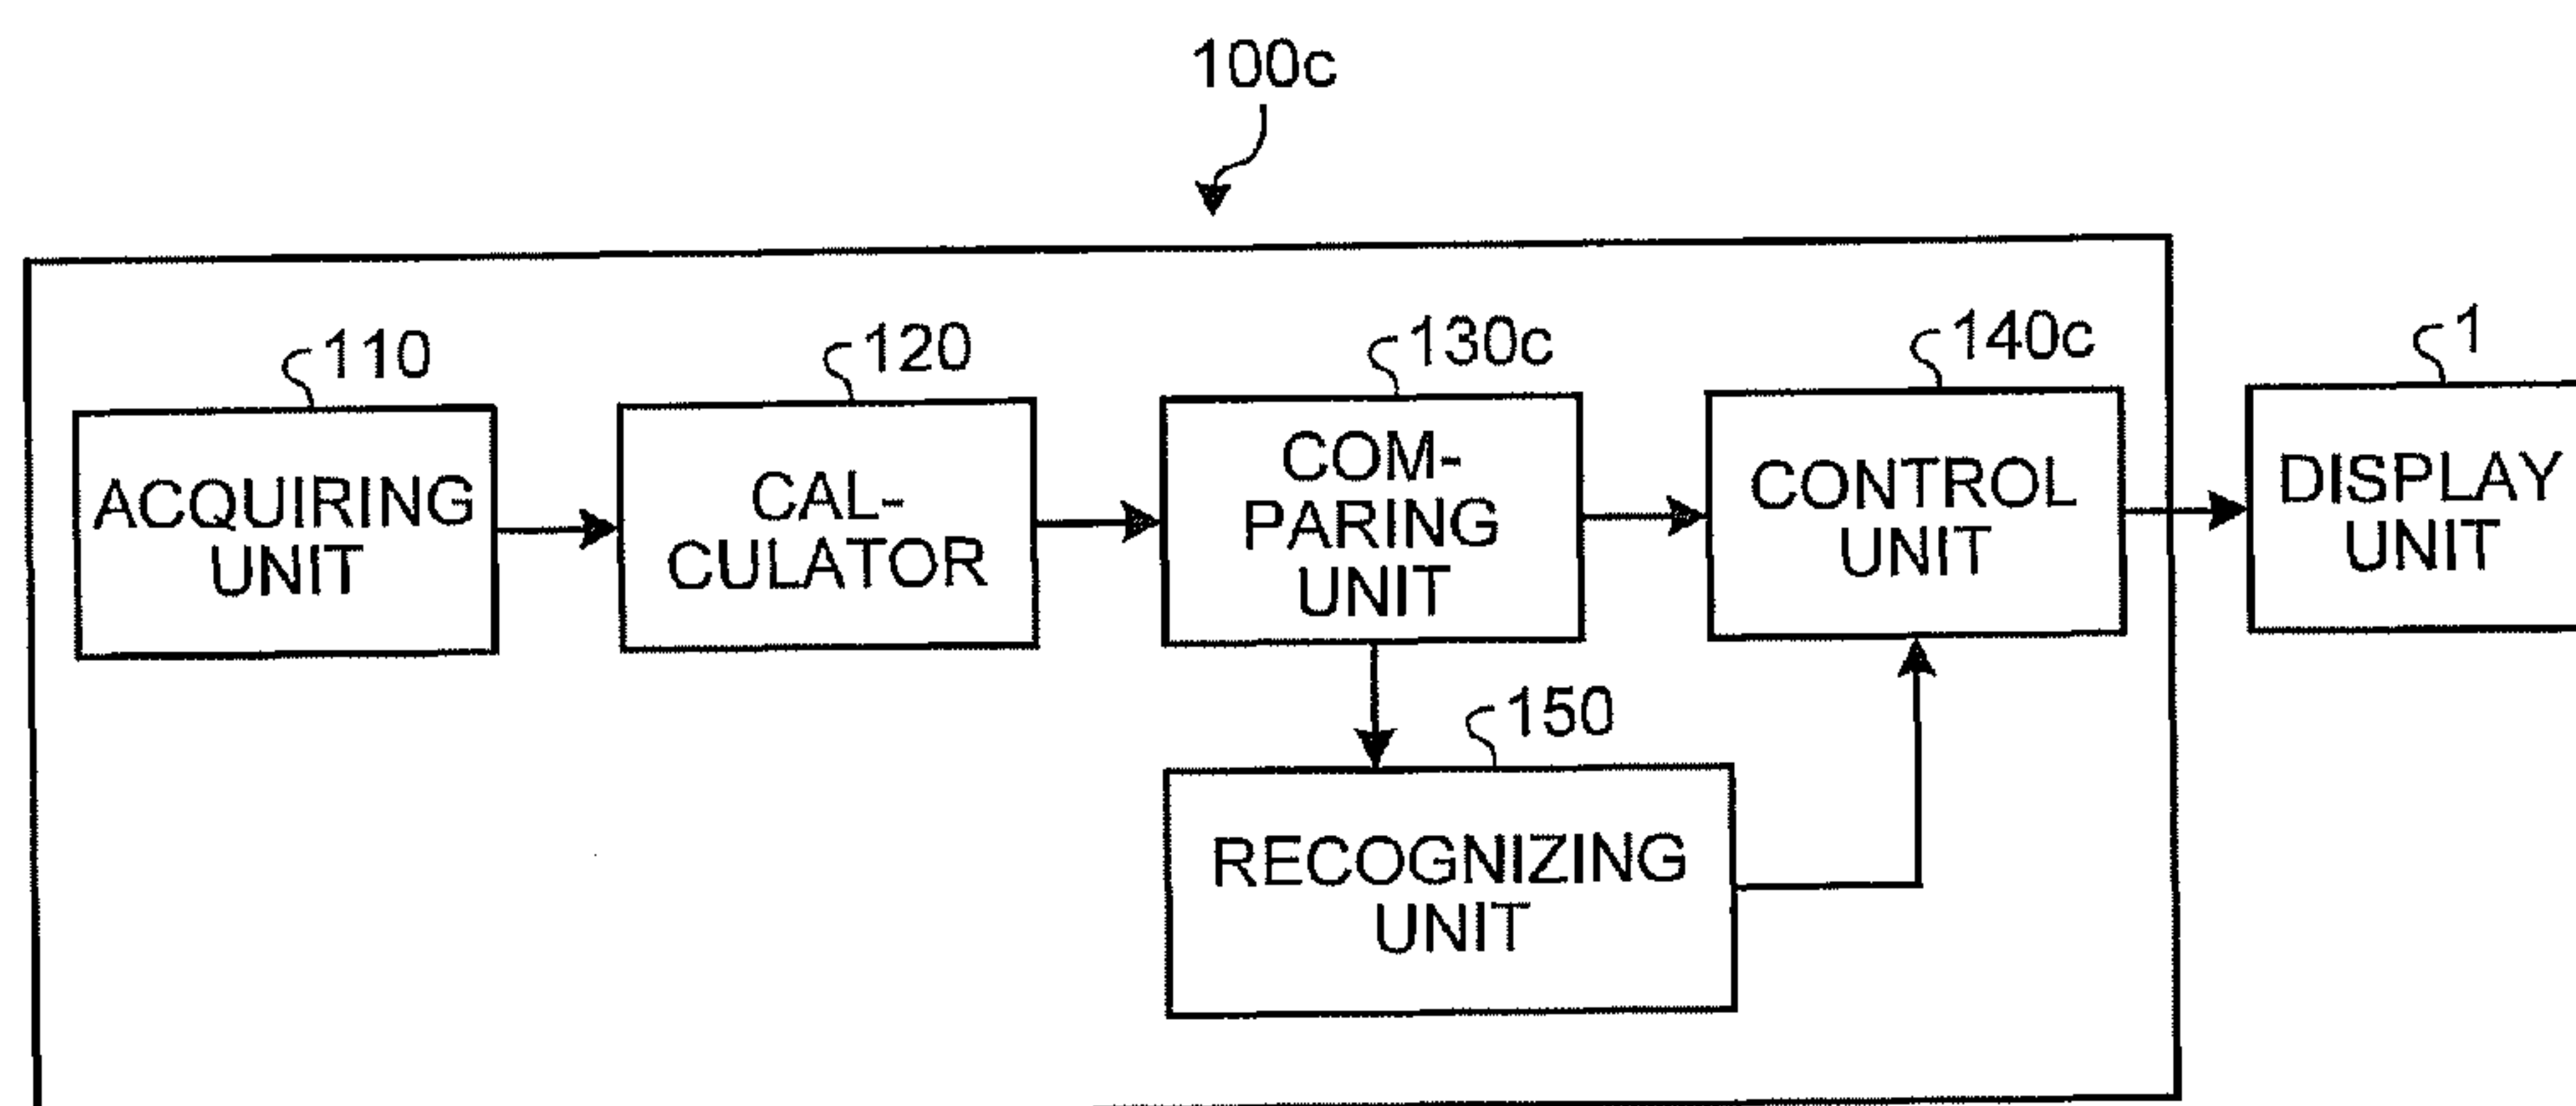 100c
110
120
130c
140c
1
ACQUIRING
UNIT
CAL-
CULATOR
COM-
PARING
UNIT
CONTROL
UNIT
DISPLAY
UNIT
150
RECOGNIZING
UNIT